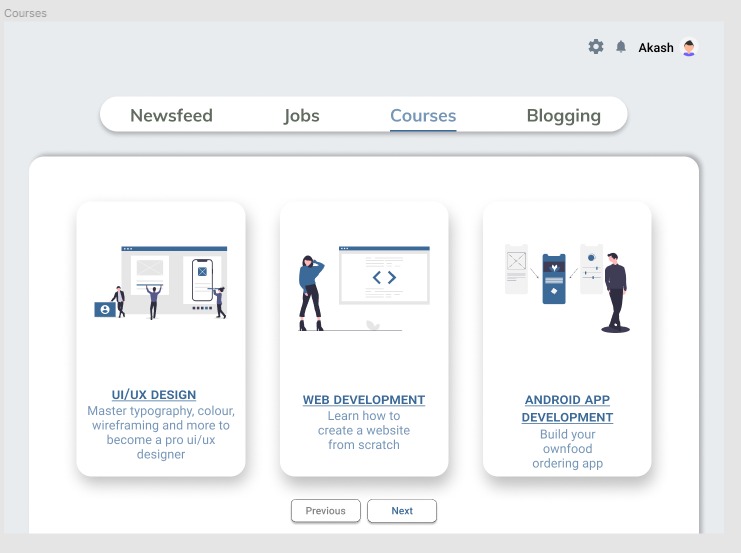 Courses
Akash
Newsfeed Jobs Courses Blogging
UI/UX DESIGN
Master typography, colour,
wireframing and more to
become a pro ui/ux
designer
WEB DEVELOPMENT
Learn how to
create a website
from scratch
ANDROID APP
DEVELOPMENT
Build your
ownfood
ordering app
Previous Next